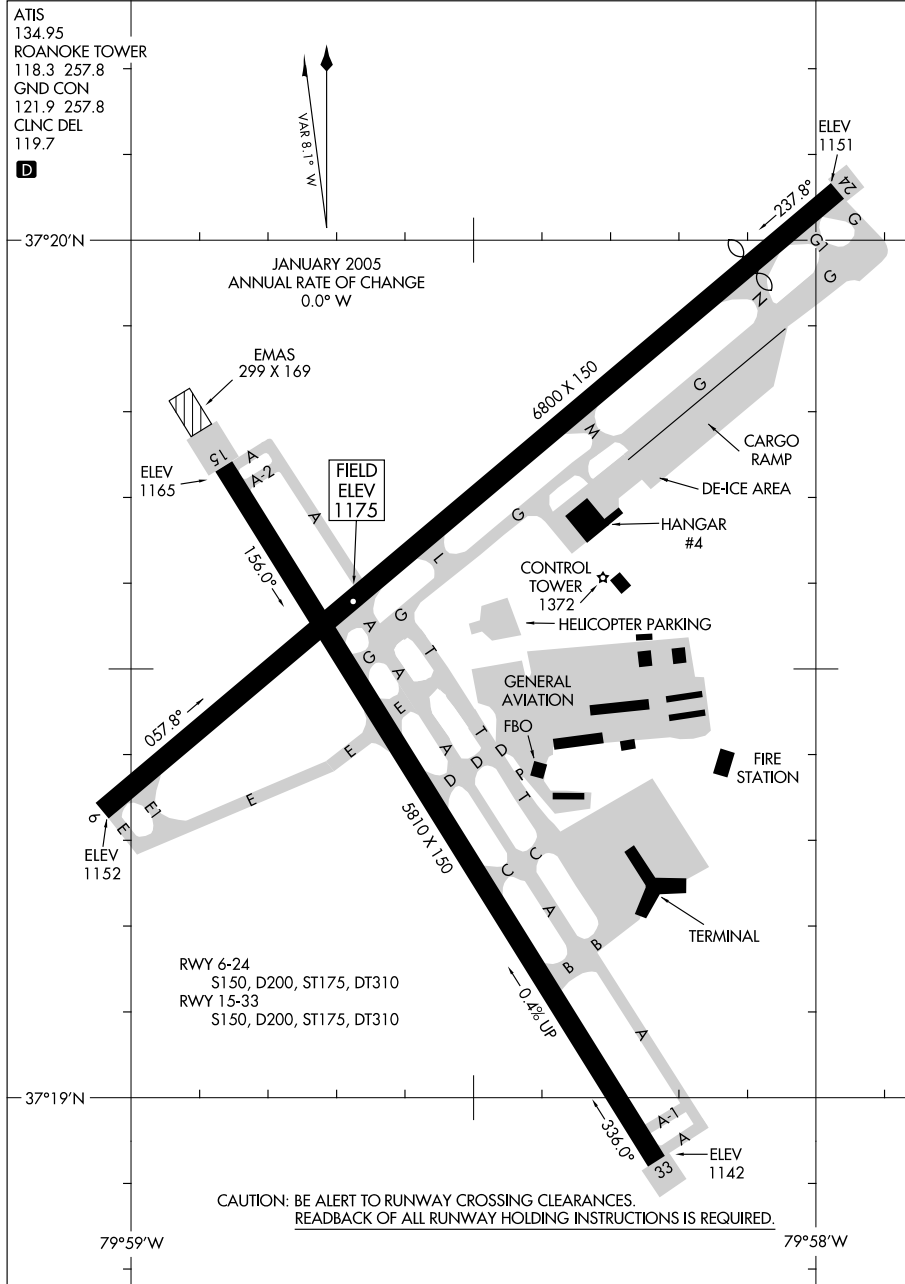 ATIS
134.95
ROANOKE TOWER
118.3 257.8
GND CON
121.9 257.8
CLNC DEL
119.7
D
VAR 8.1° W
JANUARY 2005
ANNUAL RATE OF CHANGE
0.0° W
ELEV
1151
24
237.8°
G
G1
G
N
37°20'N
EMAS
299 X 169
6800 X 150
G
W
CARGO
RAMP
DE-ICE AREA
15
A
A-2
ELEV
1165
FIELD
ELEV
1175
A
G
HANGAR
#4
156.0°
L
CONTROL
TOWER
1372
HELICOPTER PARKING
A
G
T
G
A
E
GENERAL
AVIATION
FBO
057.8°
E
E
A
T
D
D
D
P
T
FIRE
STATION
E
E1
E
6
ELEV
1152
5810 X 150
C
C
A
TERMINAL
B
B
RWY 6-24
S150, D200, ST175, DT310
RWY 15-33
S150, D200, ST175, DT310
0.4% UP
A
37°19'N
336.0°
A-1
A
33
ELEV
1142
CAUTION: BE ALERT TO RUNWAY CROSSING CLEARANCES.
READBACK OF ALL RUNWAY HOLDING INSTRUCTIONS IS REQUIRED.
79°59'W
79°58'W